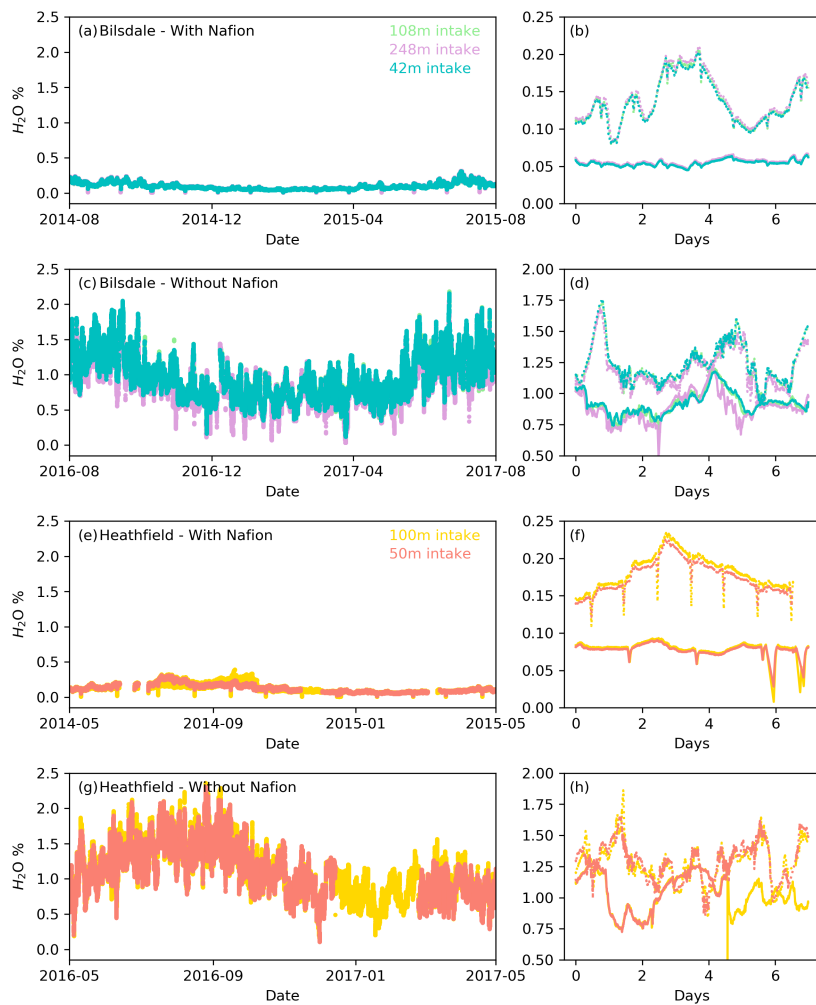 (a) Bilsdale - With Nafion
108m intake
248m intake
42m intake
2.5
2.0
1.5
1.0
0.5
0.0
H2O %
2014-08 2014-12 2015-04 2015-08
Date
(b)
0.25
0.20
0.15
0.10
0.05
0.00
0 2 4 6
Days
(c) Bilsdale - Without Nafion
2.5
2.0
1.5
1.0
0.5
0.0
H2O %
2016-08 2016-12 2017-04 2017-08
Date
(d)
2.00
1.75
1.50
1.25
1.00
0.75
0.50
0 2 4 6
Days
(e) Heathfield - With Nafion
100m intake
50m intake
2.5
2.0
1.5
1.0
0.5
0.0
H2O %
2014-05 2014-09 2015-01 2015-05
Date
(f)
0.25
0.20
0.15
0.10
0.05
0.00
0 2 4 6
Days
(g) Heathfield - Without Nafion
2.5
2.0
1.5
1.0
0.5
0.0
H2O %
2016-05 2016-09 2017-01 2017-05
Date
(h)
2.00
1.75
1.50
1.25
1.00
0.75
0.50
0 2 4 6
Days